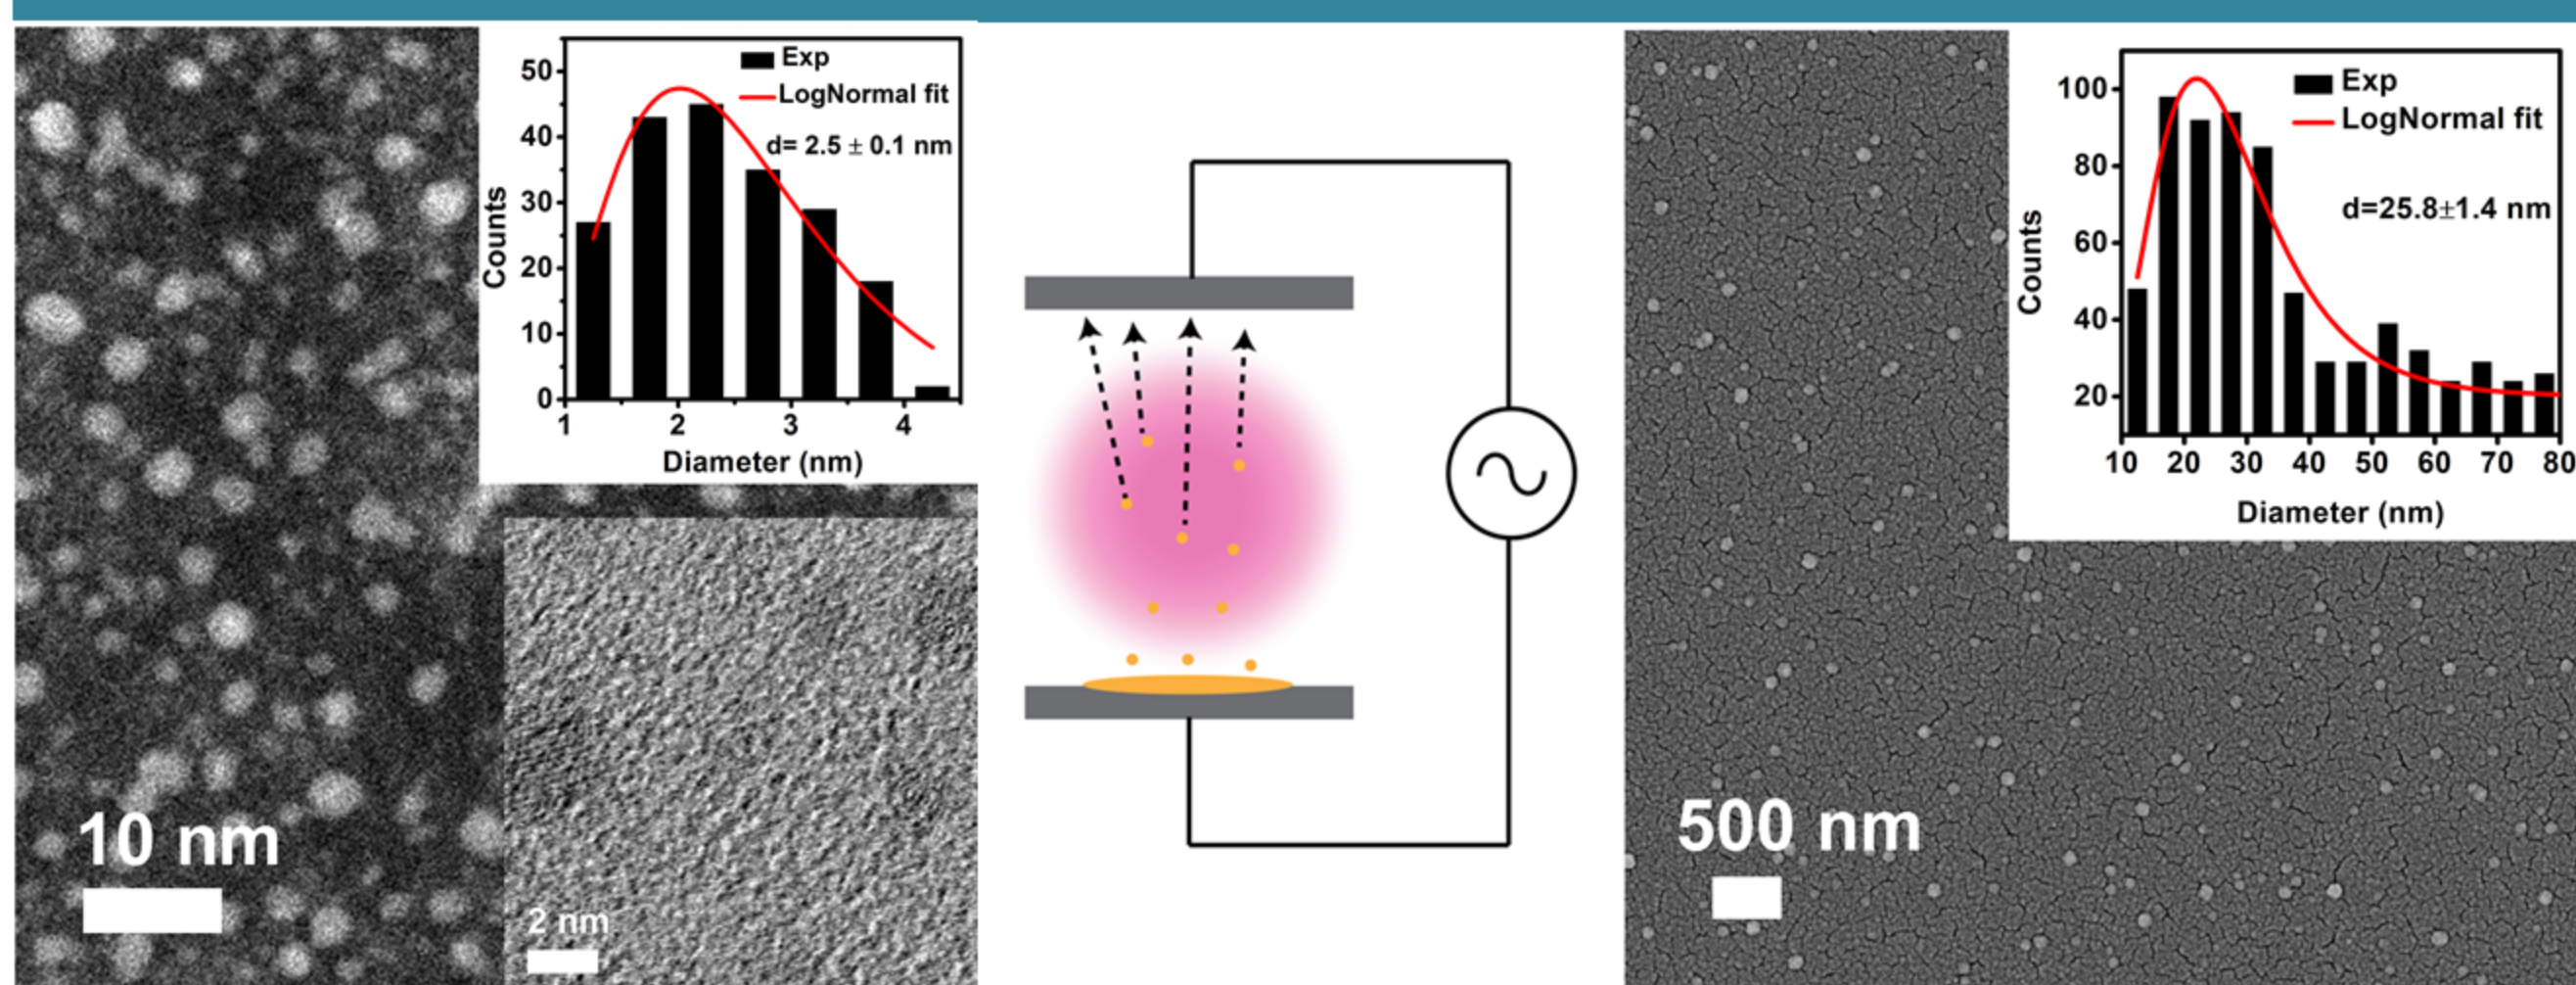 50
40
30
20
10
0
Counts
Exp
LogNormal fit
d= 2.5 ± 0.1 nm
1 2 3 4
Diameter (nm)
10 nm
2 nm
100
80
60
40
20
Counts
Exp
LogNormal fit
d=25.8±1.4 nm
10 20 30 40 50 60 70 80
Diameter (nm)
500 nm